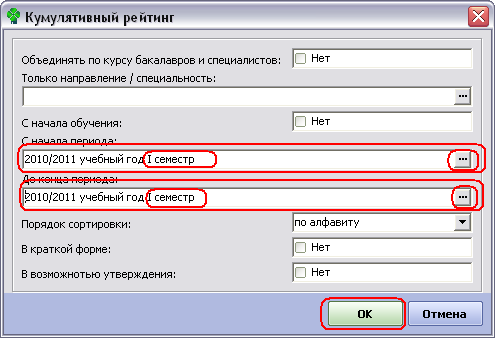 Кумулятивный рейтинг
Объединять по курсу бакалавров и специалистов: Нет
Только направление / специальность:
...
С начала обучения: Нет
С начала периода:
2010/2011 учебный год I семестр ...
До конца периода:
2010/2011 учебный год I семестр ...
Порядок сортировки: по алфавиту
В краткой форме: Нет
В возможнотью утверждения: Нет
OK Отмена